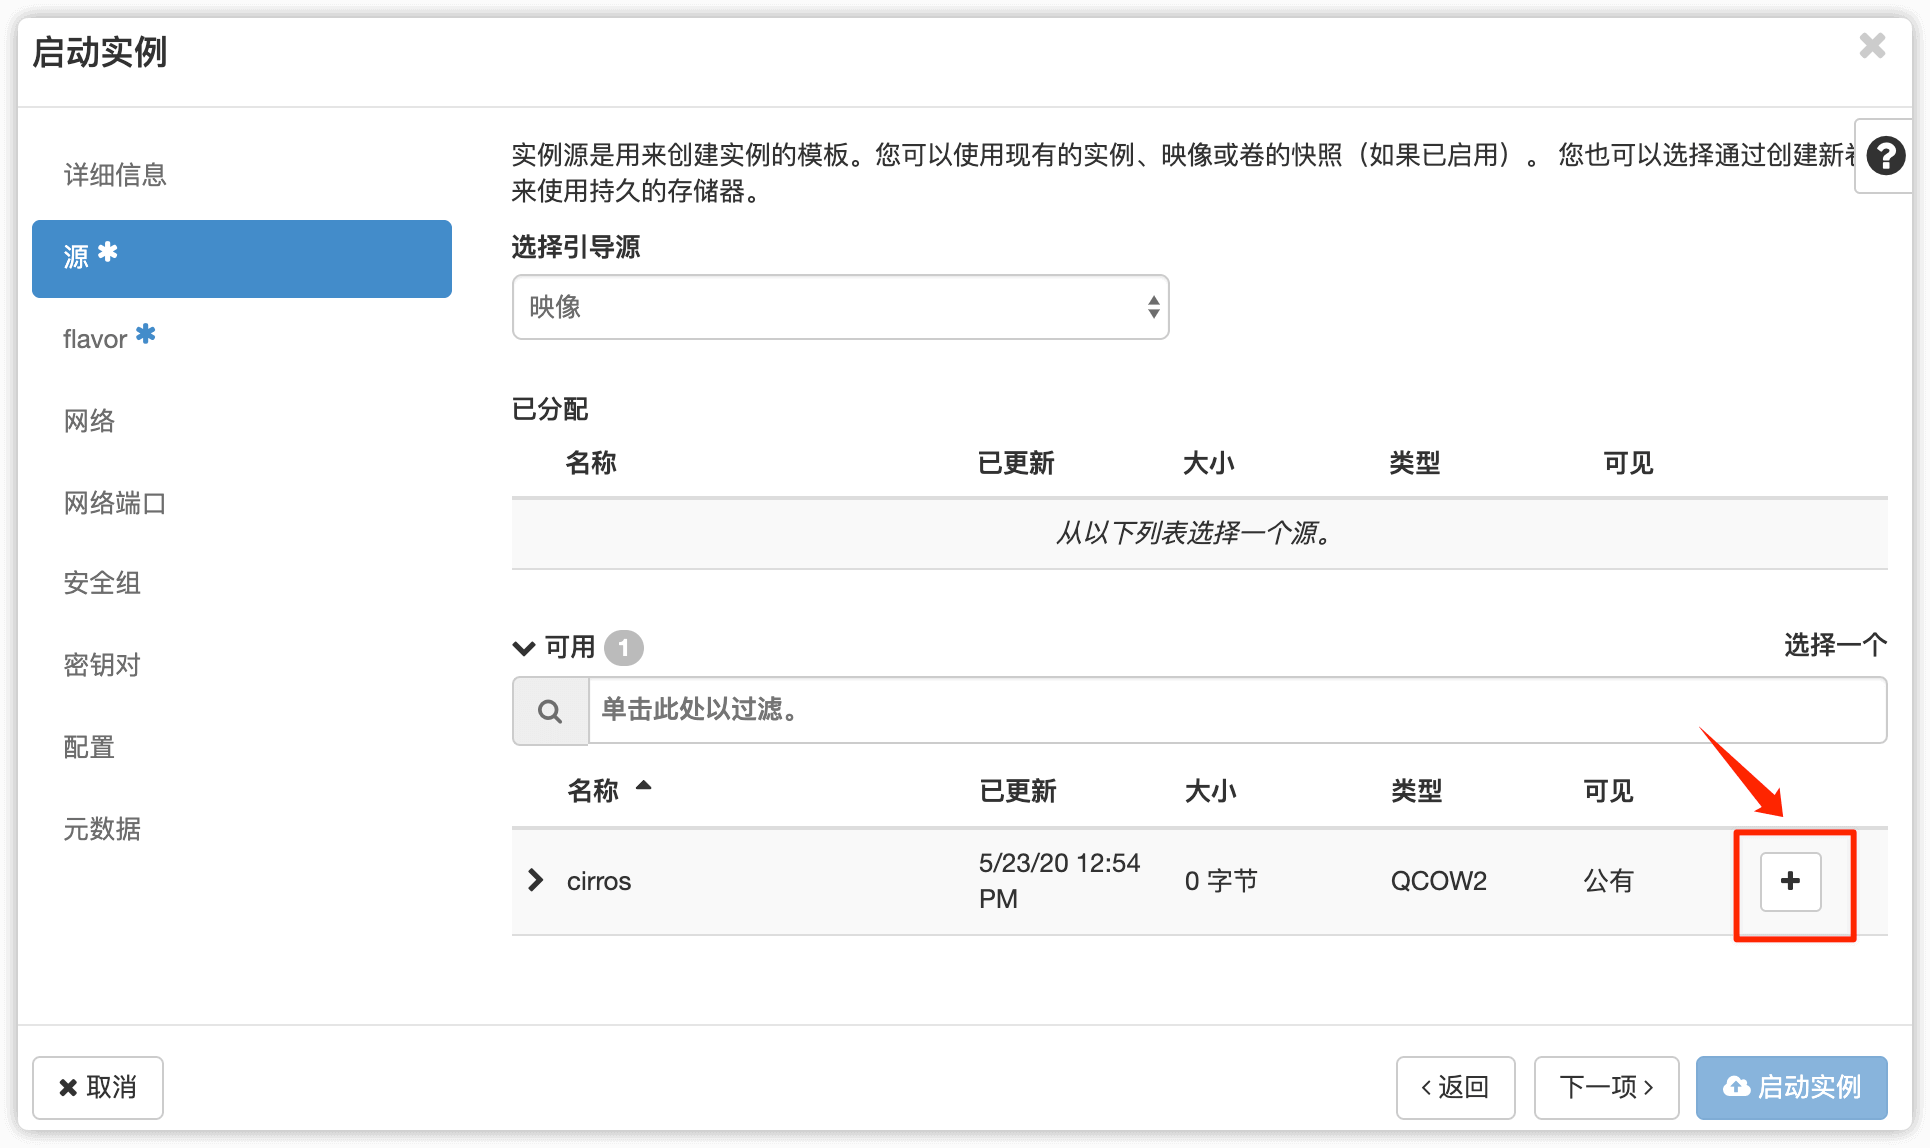 启动实例
详细信息
源
flavor
网络
网络端口
安全组
密钥对
配置
元数据
实例源是用来创建实例的模板。您可以使用现有的实例、映像或卷的快照（如果已启用）。 您也可以选择通过创建新
来使用持久的存储器。
选择引导源
映像
已分配
名称 已更新 大小 类型 可见
从以下列表选择一个源。
可用 1 选择一个
单击此处以过滤。
名称 已更新 大小 类型 可见
cirros 5/23/20 12:54 PM 0 字节 QCOW2 公有
取消 返回 下一项 启动实例